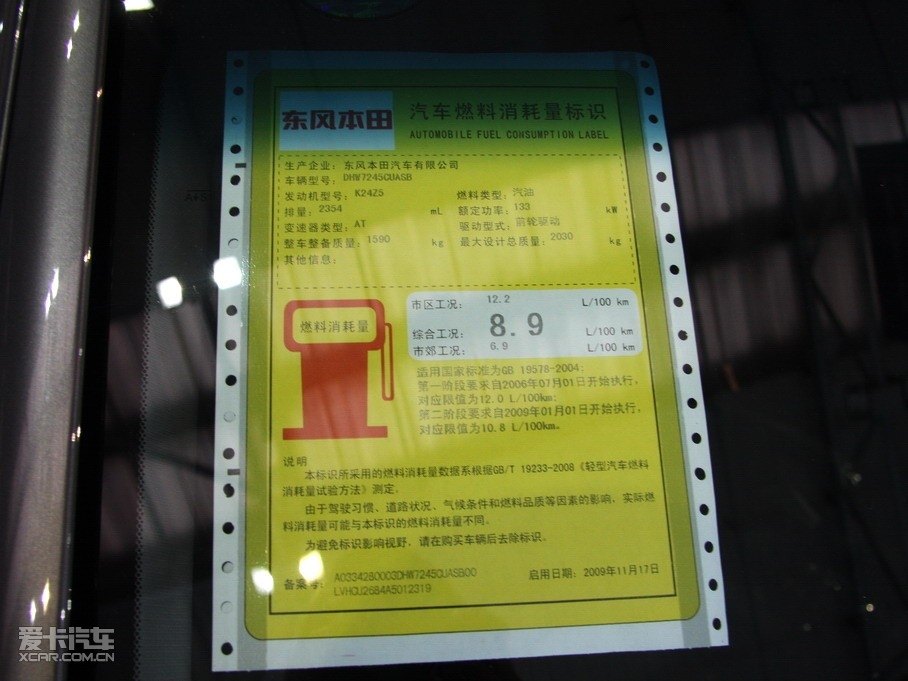 东风本田 汽车燃料消耗量标识
AUTOMOBILE FUEL CONSUMPTION LABEL
生产企业: 东风本田汽车有限公司
车辆型号: DHW7245CUASB
发动机型号: K24Z5 燃料类型: 汽油
排量: 2354 mL 额定功率: 133 kW
变速器类型: AT 驱动型式: 前轮驱动
整车整备质量: 1590 kg 最大设计总质量: 2030 kg
其他信息:
燃料消耗量
市区工况: 12.2 L/100 km
综合工况: 8.9 L/100 km
市郊工况: 6.9 L/100 km
适用国家标准为GB 19578-2004:
第一阶段要求自2006年07月01日开始执行,
对应限值为12.0 L/100km;
第二阶段要求自2009年01月01日开始执行,
对应限值为10.8 L/100km。
说明
本标识所采用的燃料消耗量数据系根据GB/T 19233-2008《轻型汽车燃料
消耗量试验方法》测定。
由于驾驶习惯、道路状况、气候条件和燃料品质等因素的影响,实际燃
料消耗量可能与本标识的燃料消耗量不同。
为避免标识影响视野,请在购买车辆后去除标识。
备案号: A0334280003DHW7245CUASB00 启用日期: 2009年11月17日
LVHCU2684A5012319
爱卡汽车
XCAR.COM.CN